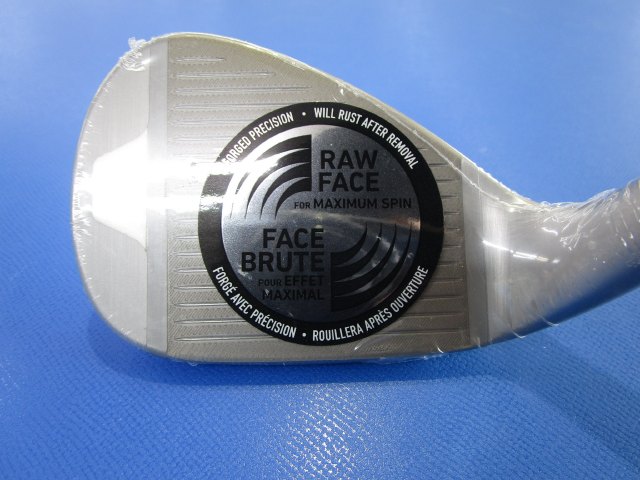 FORGED PRECISION • WILL RUST AFTER REMOVAL
RAW
FACE
FOR MAXIMUM SPIN
FACE
BRUTE
POUR EFFET
MAXIMAL
FORGÉ AVEC PRÉCISION • ROUILLERA APRÈS OUVERTURE